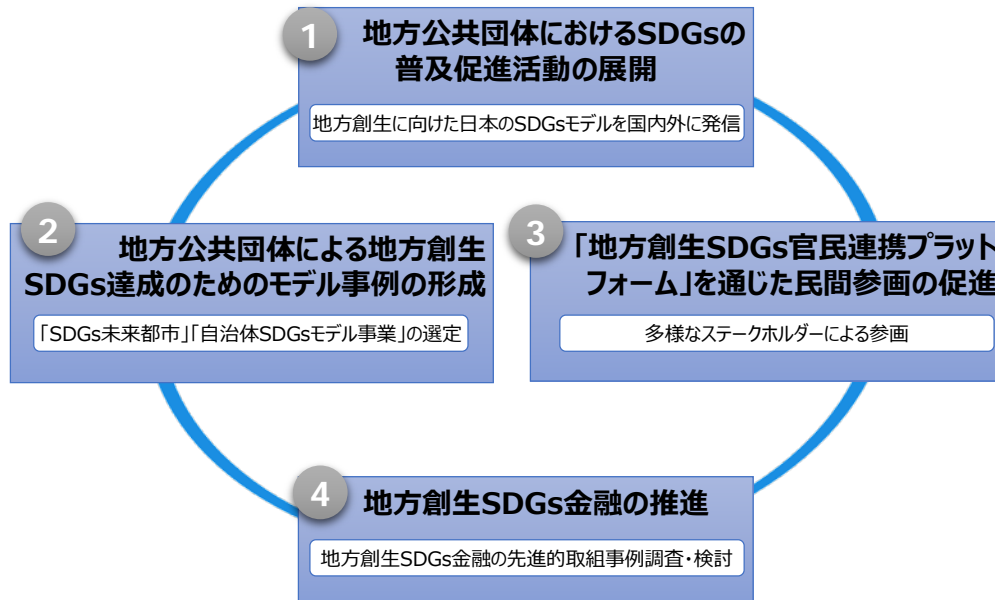 1
地方公共団体におけるSDGsの
普及促進活動の展開
地方創生に向けた日本のSDGsモデルを国内外に発信
2
地方公共団体による地方創生
SDGs達成のためのモデル事例の形成
「SDGs未来都市」「自治体SDGsモデル事業」の選定
3
「地方創生SDGs官民連携プラット
フォーム」を通じた民間参画の促進
多様なステークホルダーによる参画
4
地方創生SDGs金融の推進
地方創生SDGs金融の先進的取組事例調査・検討